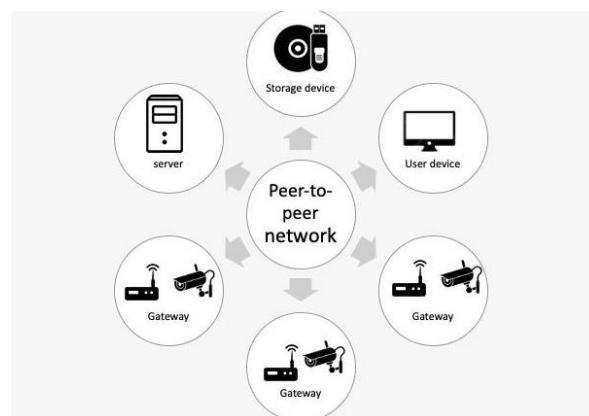 Storage device
server
User device
Peer-to-
peer
network
Gateway
Gateway
Gateway